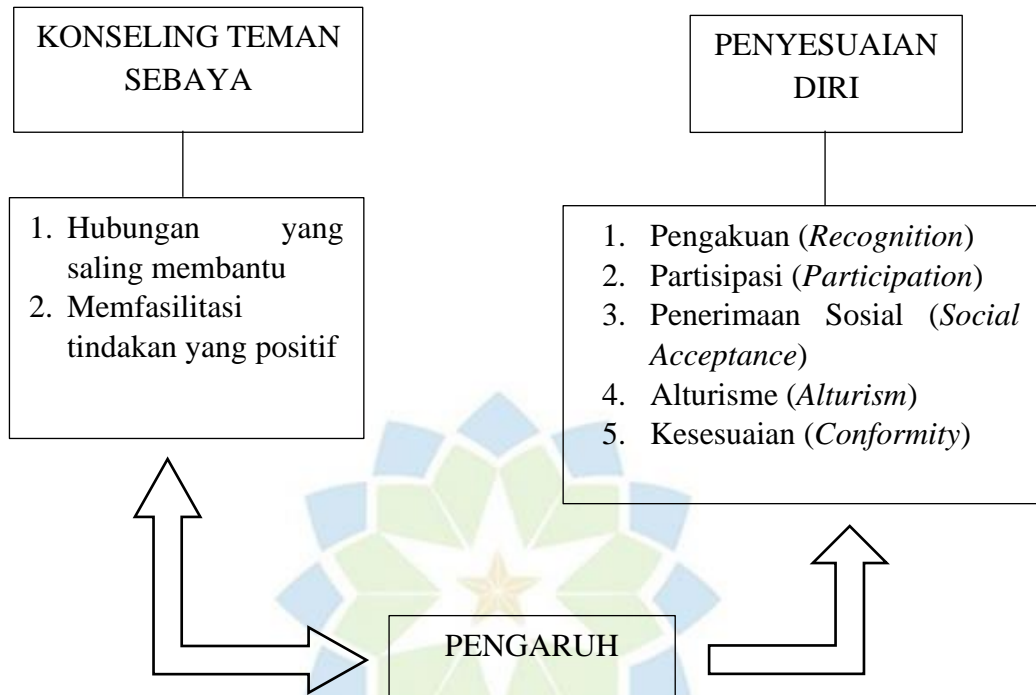 KONSELING TEMAN
SEBAYA
1. Hubungan yang
saling membantu
2. Memfasilitasi
tindakan yang positif
PENYESUAIAN
DIRI
1. Pengakuan (Recognition)
2. Partisipasi (Participation)
3. Penerimaan Sosial (Social
Acceptance)
4. Alturisme (Alturism)
5. Kesesuaian (Conformity)
PENGARUH